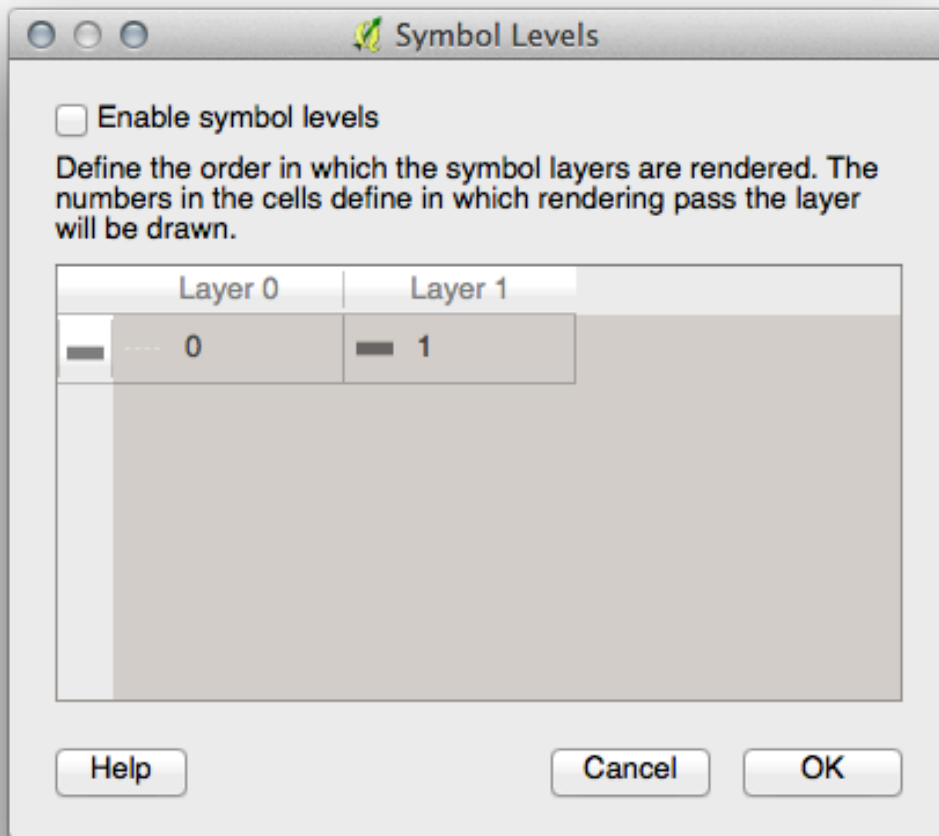 Symbol Levels
Enable symbol levels
Define the order in which the symbol layers are rendered. The
numbers in the cells define in which rendering pass the layer
will be drawn.
Layer 0 Layer 1
0 1
Help Cancel OK